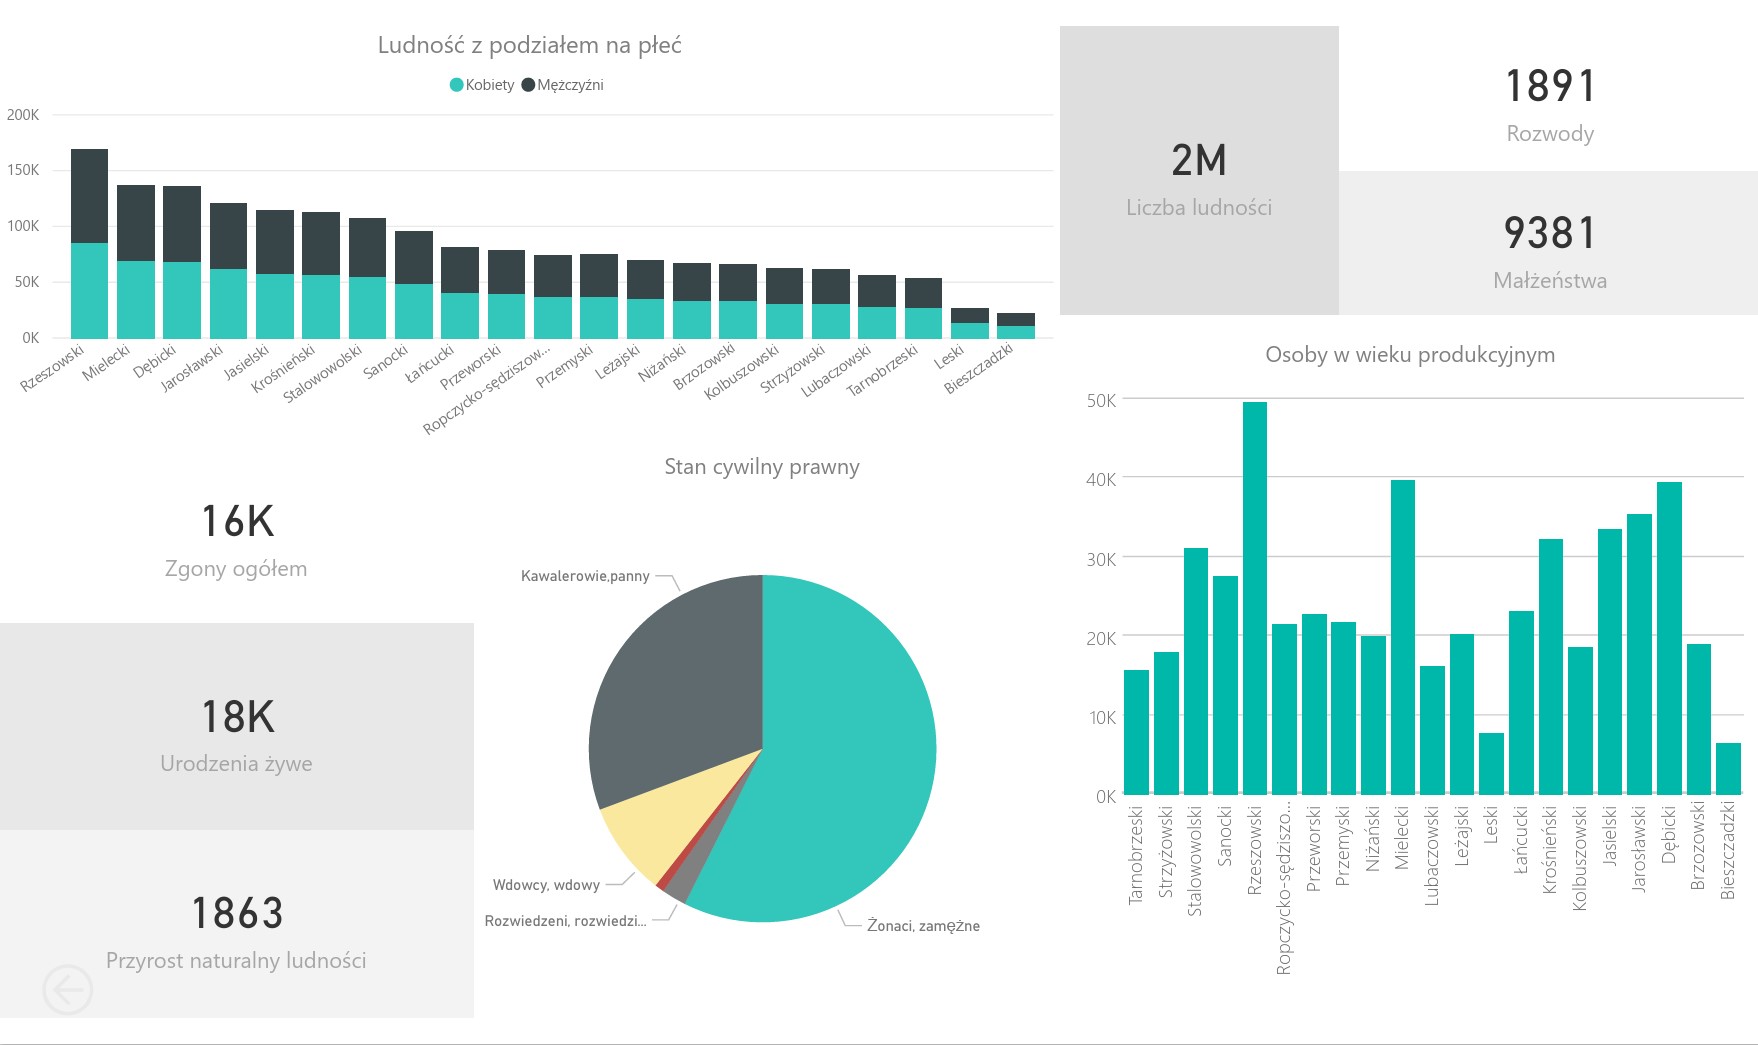 Ludność z podziałem na płeć
Kobiety Mężczyźni
200K
150K
100K
50K
0K
Rzeszowski
Mielecki
Dębicki
Jarosławski
Jasielski
Krośnieński
Stalowowolski
Sanocki
Łańcucki
Przeworski
Ropczycko-sędziszow...
Przemyski
Leżajski
Niżański
Brzozowski
Kolbuszowski
Strzyżowski
Lubaczowski
Tarnobrzeski
Leski
Bieszczadzki
2M
Liczba ludności
1891
Rozwody
9381
Małżeństwa
16K
Zgony ogółem
18K
Urodzenia żywe
1863
Przyrost naturalny ludności
Stan cywilny prawny
Kawalerowie,panny
Wdowcy, wdowy
Rozwiedzeni, rozwiedzi...
Żonaci, zamężne
Osoby w wieku produkcyjnym
50K
40K
30K
20K
10K
0K
Tarnobrzeski
Strzyżowski
Stalowowolski
Sanocki
Rzeszowski
Ropczycko-sędziszo...
Przeworski
Przemyski
Niżański
Mielecki
Lubaczowski
Leżajski
Leski
Łańcucki
Krośnieński
Kolbuszowski
Jasielski
Jarosławski
Dębicki
Brzozowski
Bieszczadzki